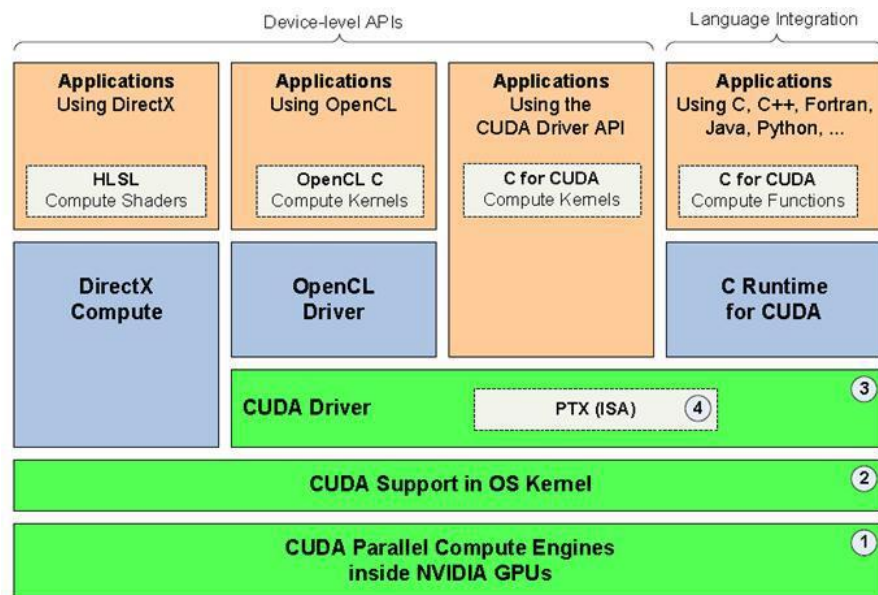 Device-level APIs
Language Integration
Applications
Using DirectX
HLSL
Compute Shaders
Applications
Using OpenCL
OpenCL C
Compute Kernels
Applications
Using the
CUDA Driver API
C for CUDA
Compute Kernels
Applications
Using C, C++, Fortran,
Java, Python, ...
C for CUDA
Compute Functions
DirectX
Compute
OpenCL
Driver
C Runtime
for CUDA
CUDA Driver
PTX (ISA)
4
3
CUDA Support in OS Kernel
2
CUDA Parallel Compute Engines
inside NVIDIA GPUs
1